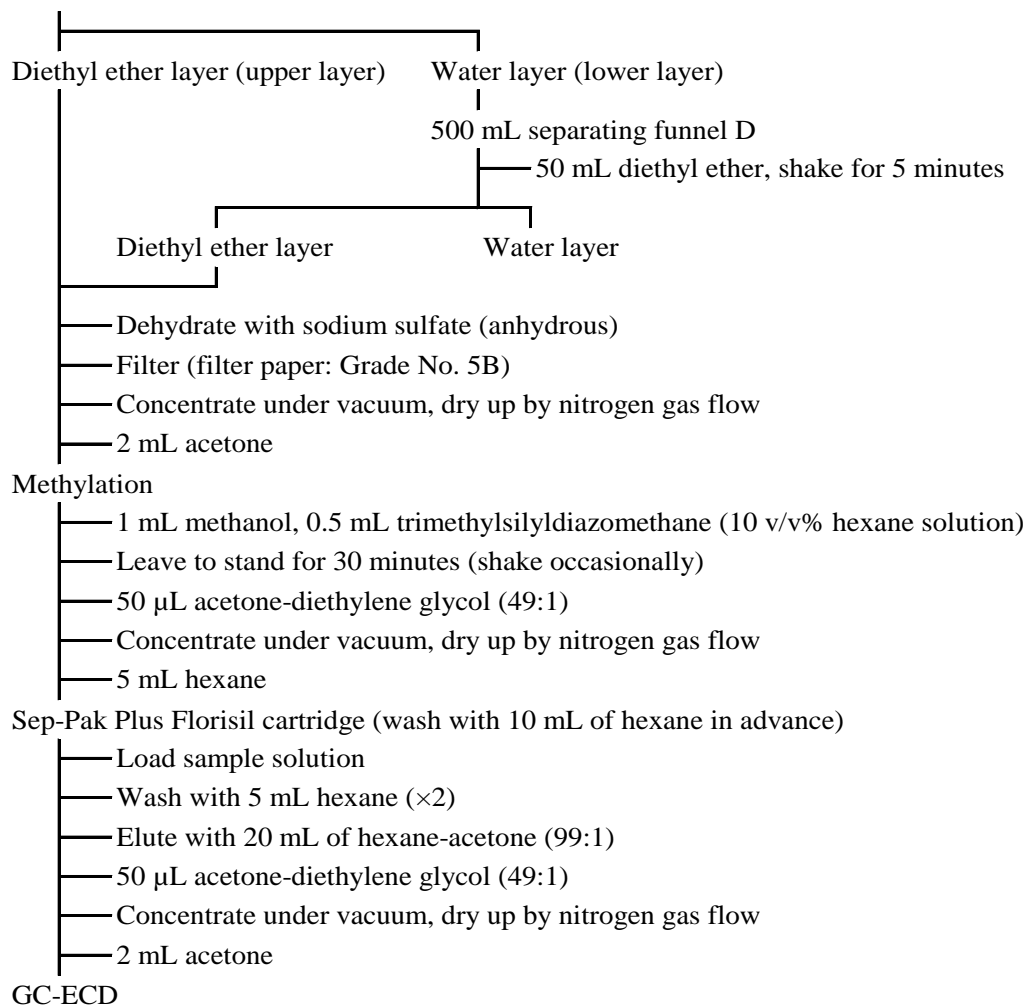 Diethyl ether layer (upper layer) Water layer (lower layer)
500 mL separating funnel D
50 mL diethyl ether, shake for 5 minutes
Diethyl ether layer Water layer
Dehydrate with sodium sulfate (anhydrous)
Filter (filter paper: Grade No. 5B)
Concentrate under vacuum, dry up by nitrogen gas flow
2 mL acetone
Methylation
1 mL methanol, 0.5 mL trimethylsilyldiazomethane (10 v/v% hexane solution)
Leave to stand for 30 minutes (shake occasionally)
50 μL acetone-diethylene glycol (49:1)
Concentrate under vacuum, dry up by nitrogen gas flow
5 mL hexane
Sep-Pak Plus Florisil cartridge (wash with 10 mL of hexane in advance)
Load sample solution
Wash with 5 mL hexane (×2)
Elute with 20 mL of hexane-acetone (99:1)
50 μL acetone-diethylene glycol (49:1)
Concentrate under vacuum, dry up by nitrogen gas flow
2 mL acetone
GC-ECD